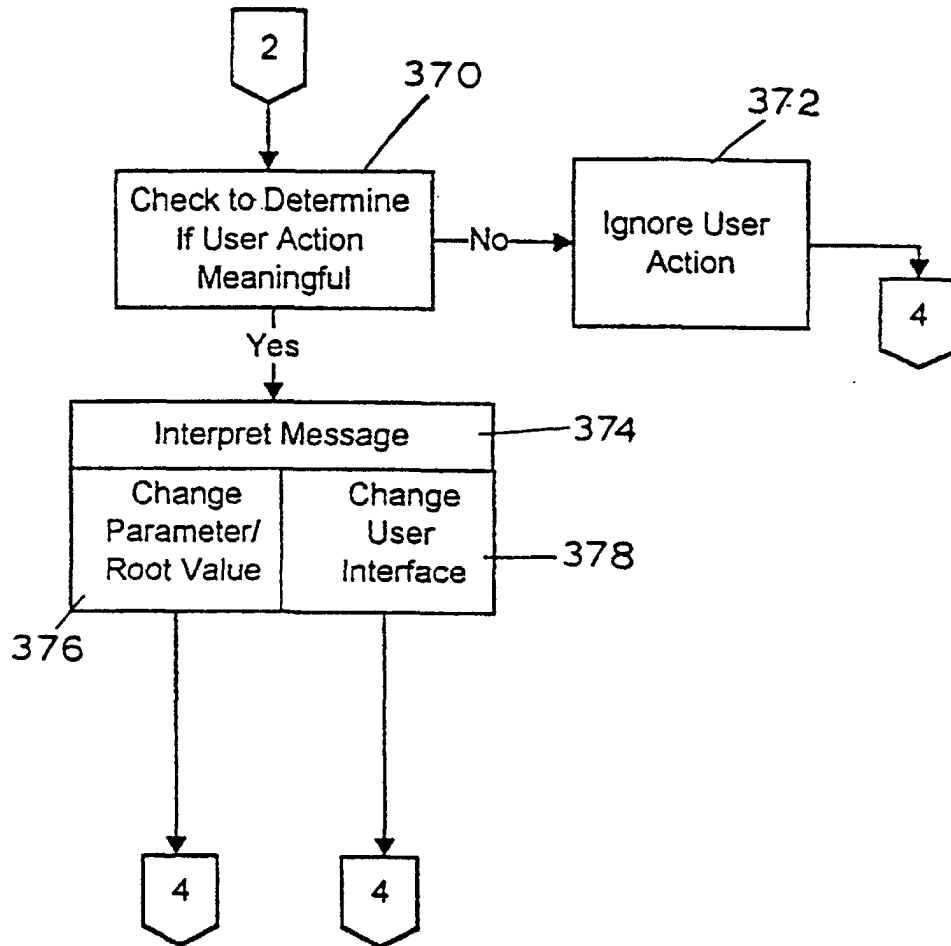 2
370
372
Check to Determine
If User Action
Meaningful
No
Ignore User
Action
4
Yes
Interpret Message
374
Change
Parameter/
Root Value
Change
User
Interface
378
376
4
4